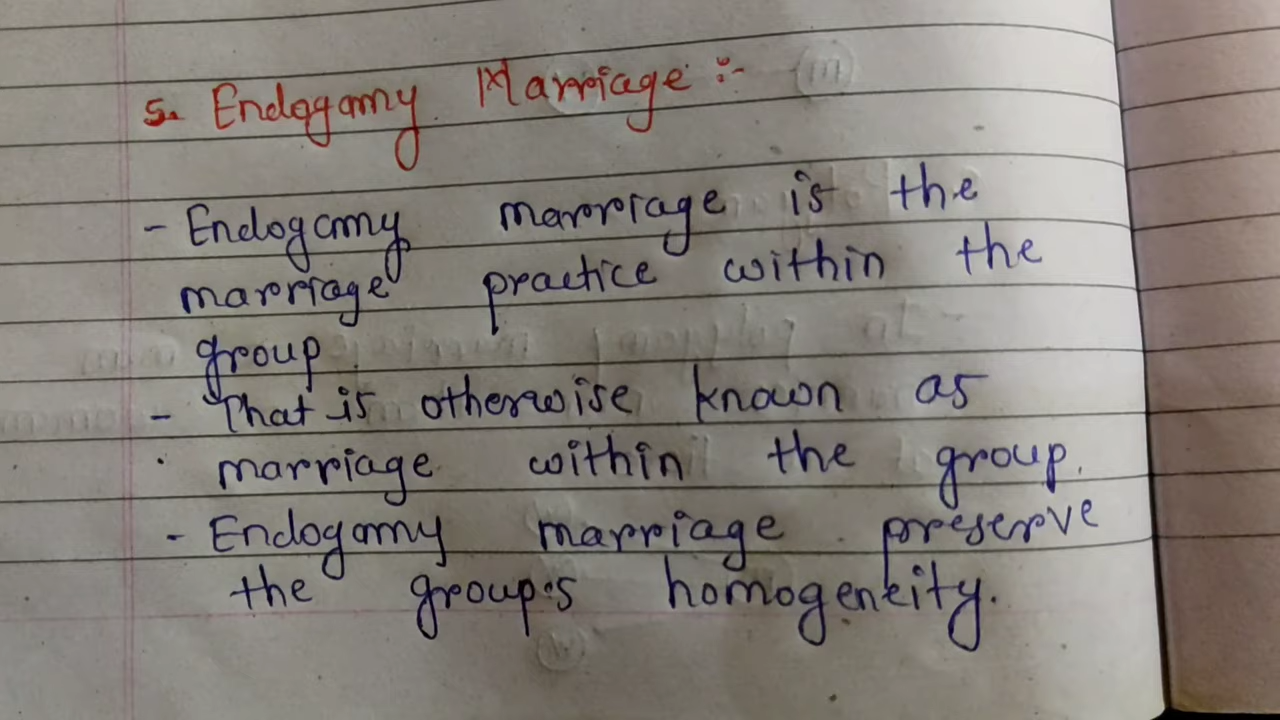 5. Endogamy Marriage :-
- Endogamy marriage is the
marriage practice within the
group
- That is otherwise known as
marriage within the group.
- Endogamy marriage preserve
the group's homogeneity.